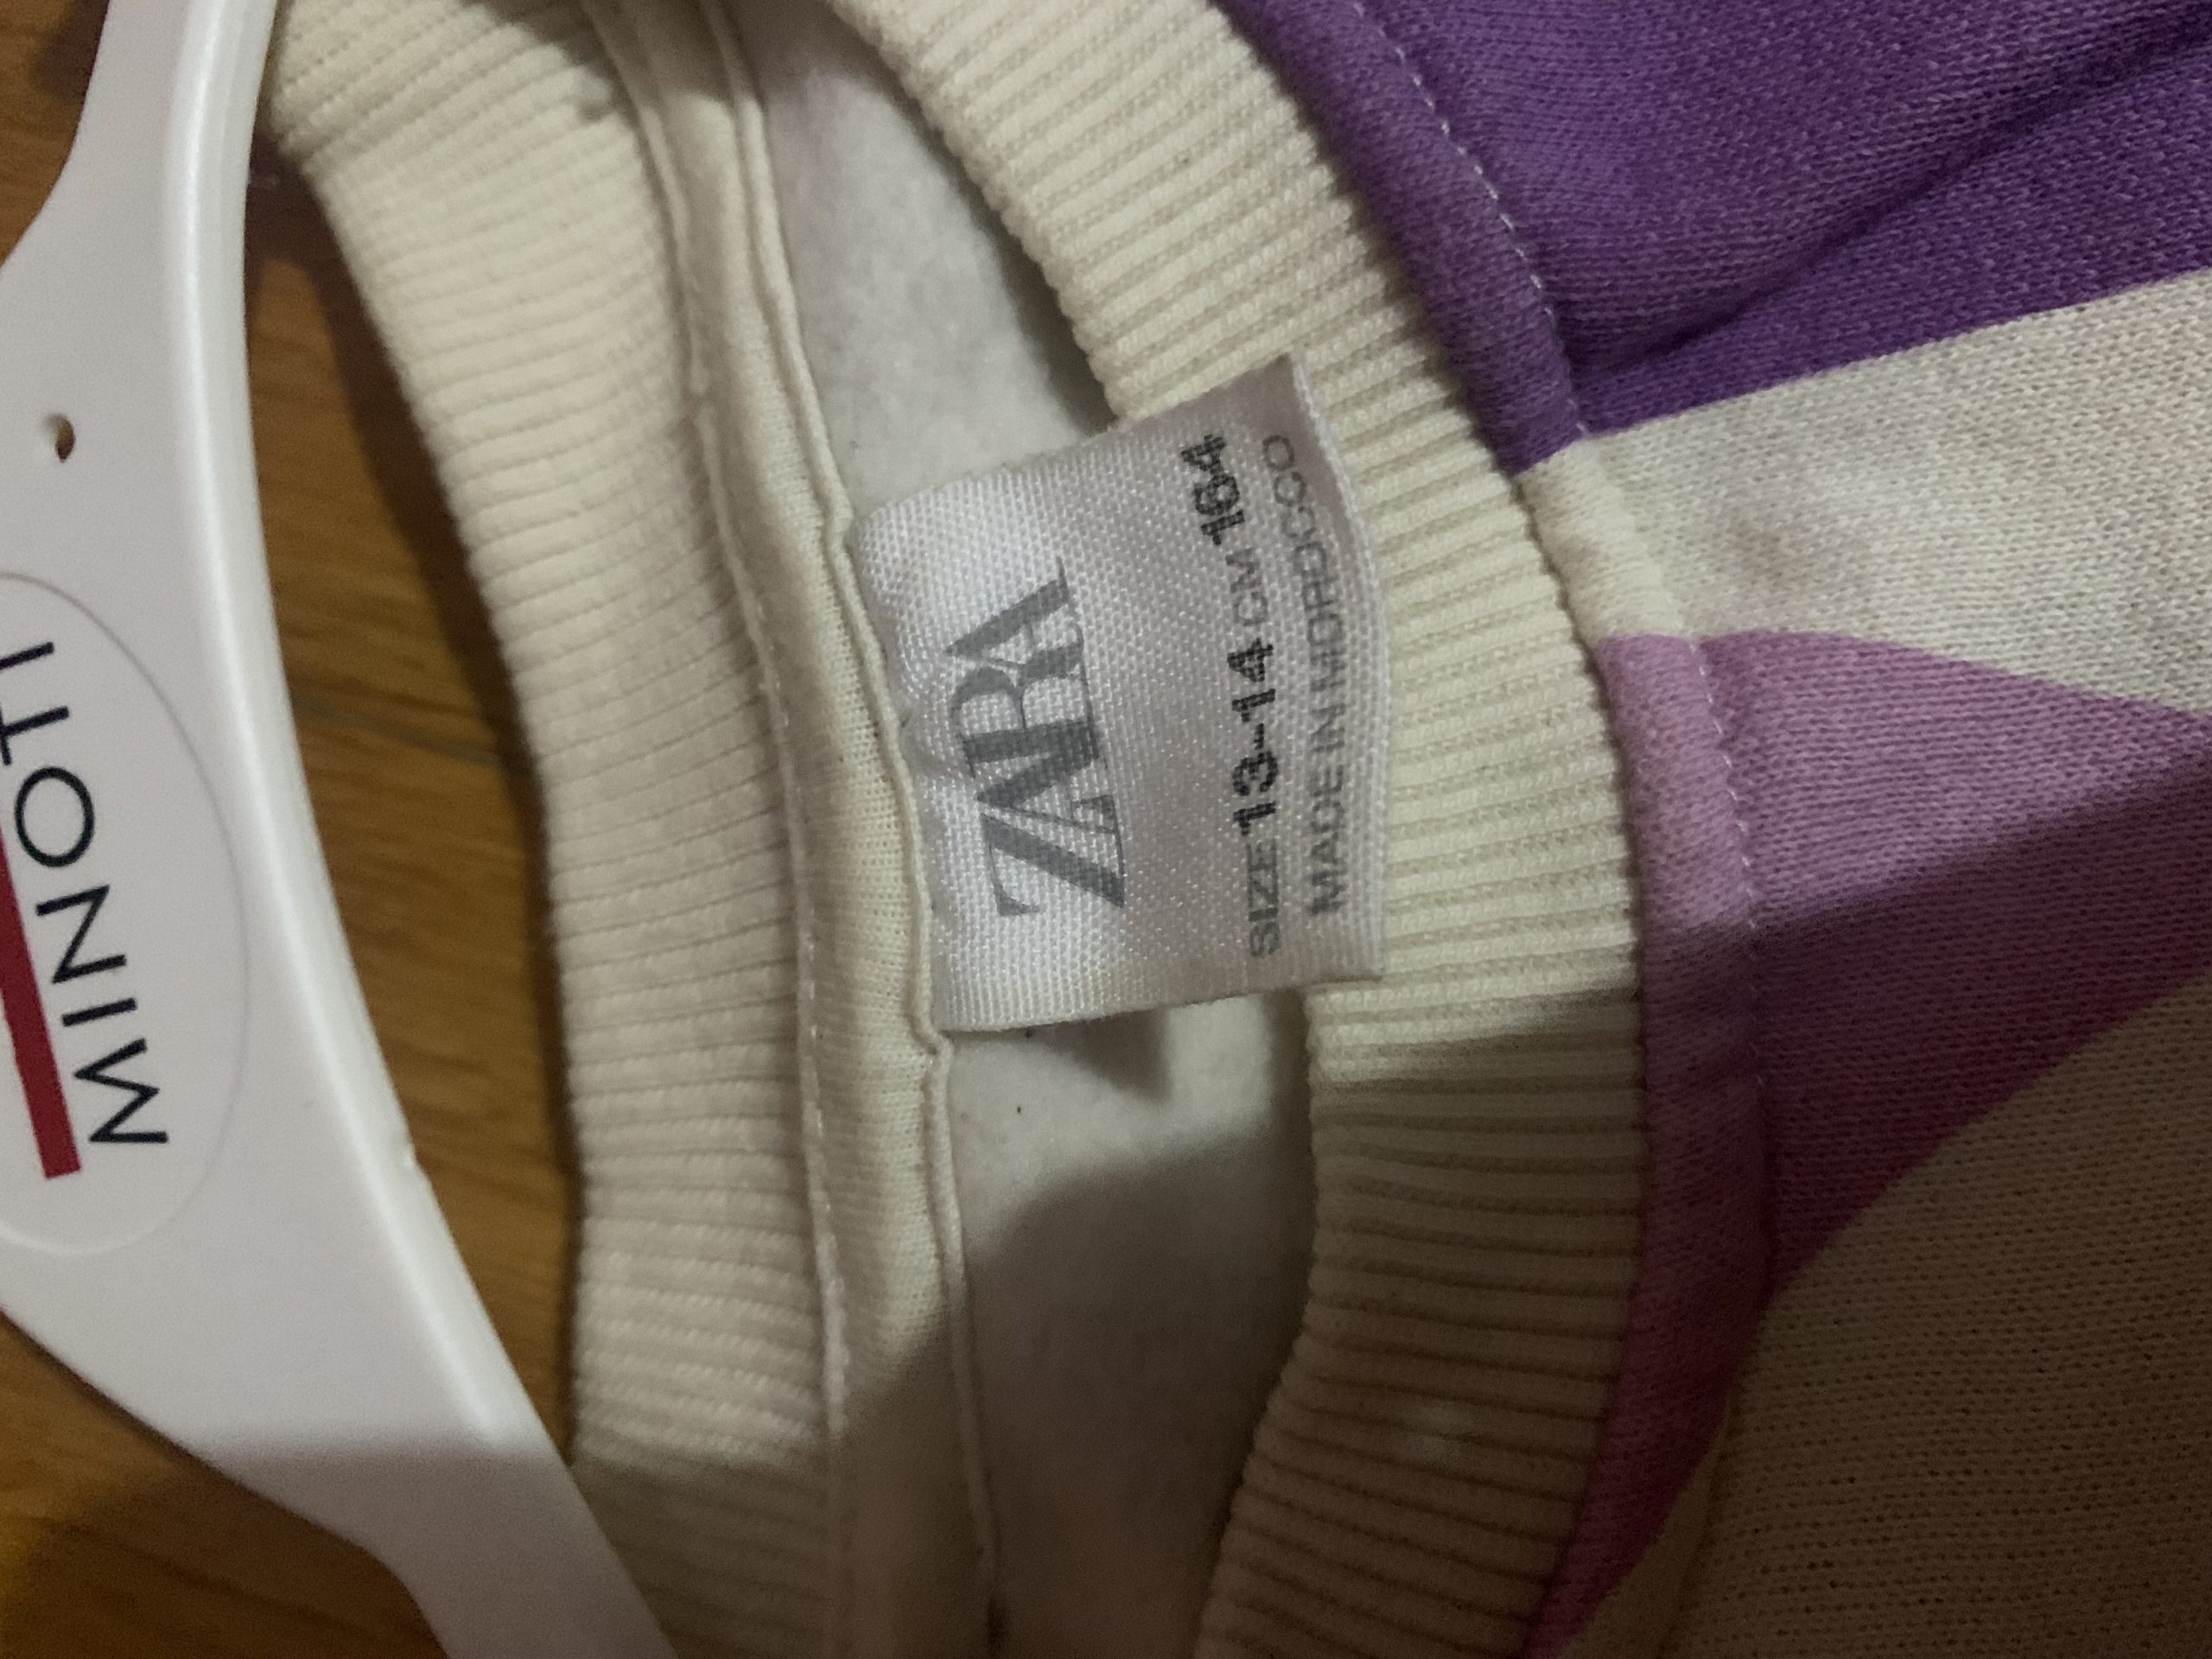 MINOTI
ZARA
SIZE 13-14 CM 164
MADE IN MOROCCO